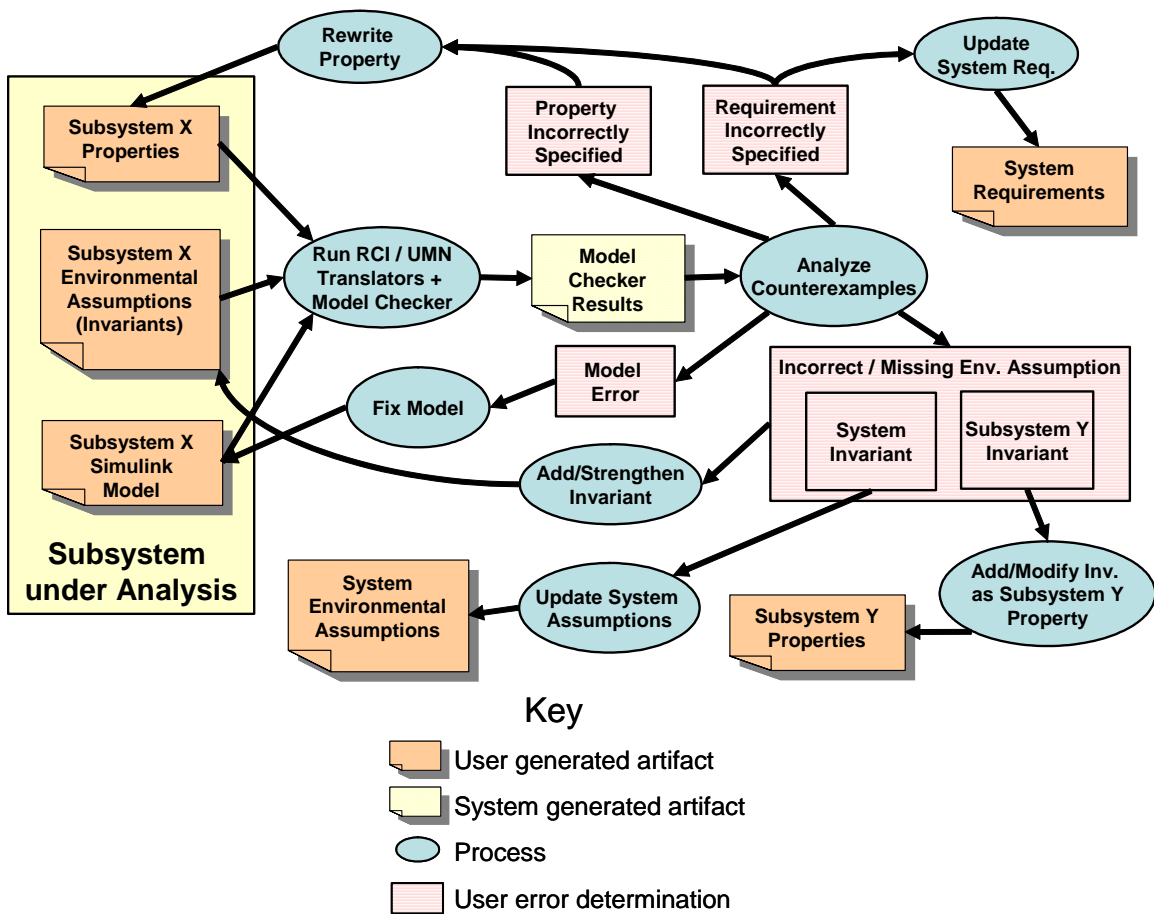 Rewrite
Property
Update
System Req.
Subsystem X
Properties
Property
Incorrectly
Specified
Requirement
Incorrectly
Specified
System
Requirements
Subsystem X
Environmental
Assumptions
(Invariants)
Run RCI / UMN
Translators +
Model Checker
Model
Checker
Results
Analyze
Counterexamples
Incorrect / Missing Env. Assumption
System
Invariant
Subsystem Y
Invariant
Model
Error
Fix Model
Subsystem X
Simulink
Model
Add/Strengthen
Invariant
Subsystem
under Analysis
System
Environmental
Assumptions
Update System
Assumptions
Subsystem Y
Properties
Add/Modify Inv.
as Subsystem Y
Property
Key
User generated artifact
System generated artifact
Process
User error determination